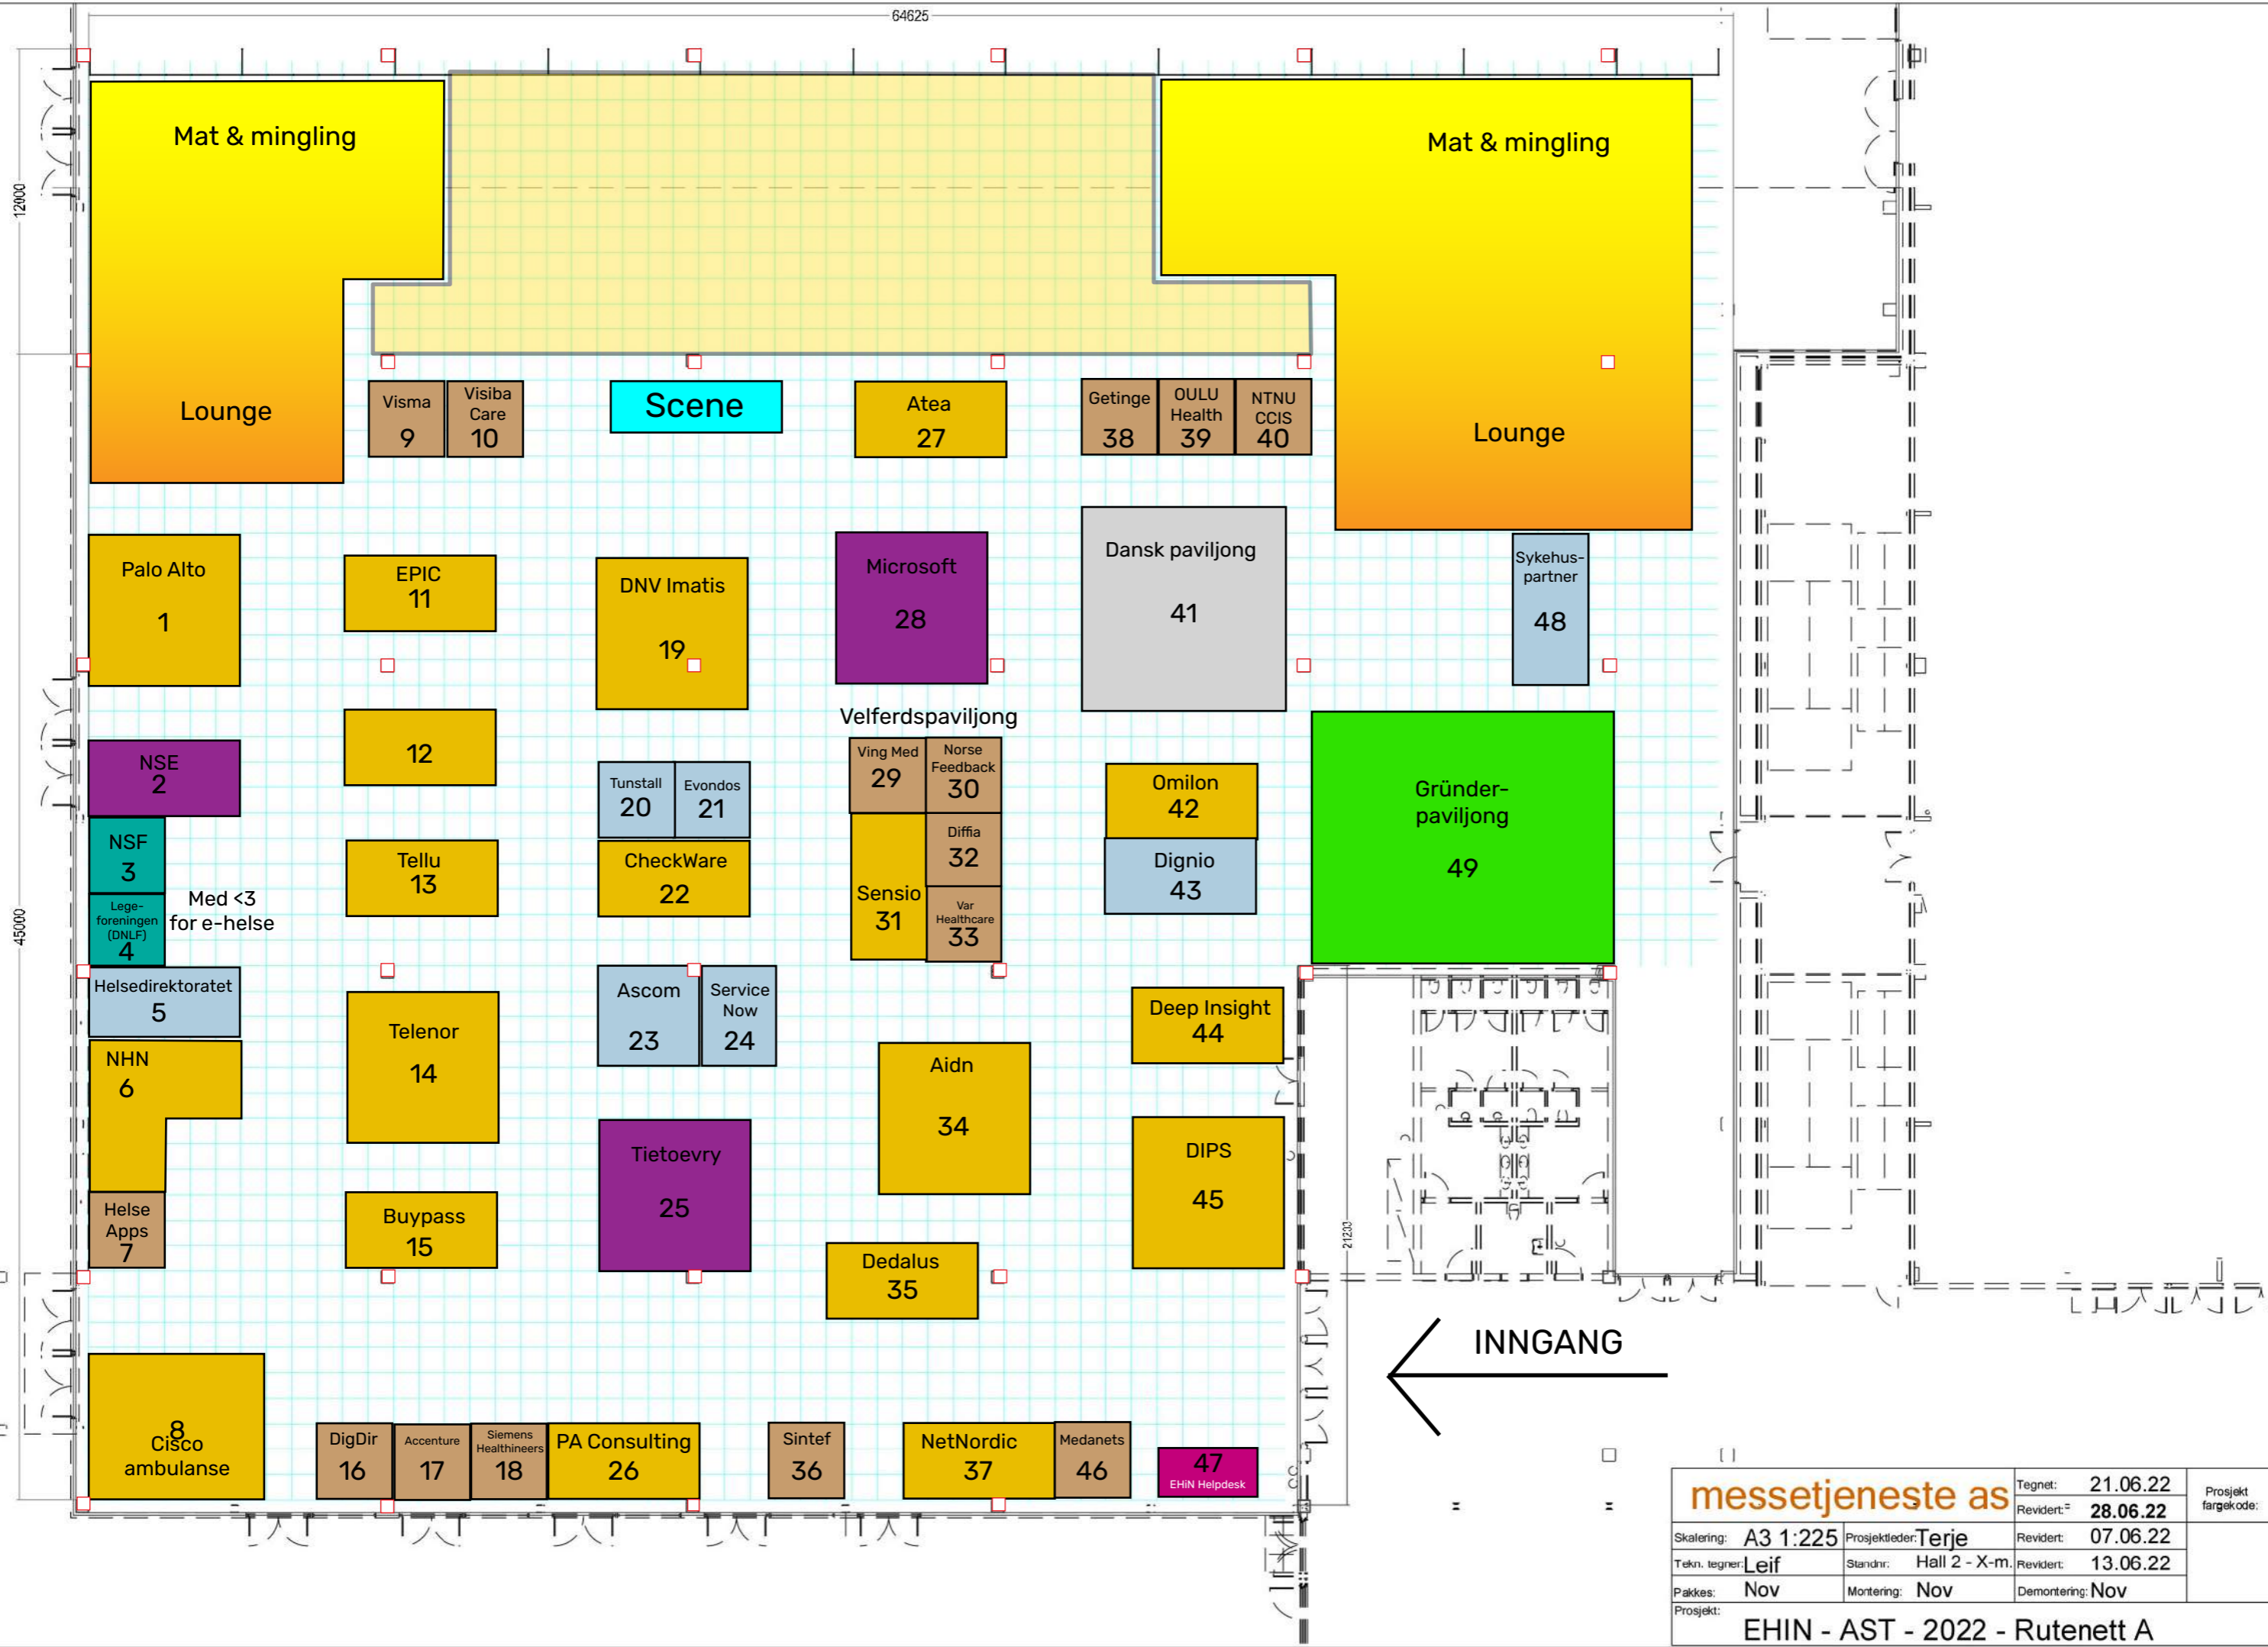 64625
12000
45000
21233
Mat & mingling
Lounge
Mat & mingling
Lounge
Visma
9
Visiba
Care
10
Scene
Atea
27
Getinge
38
OULU
Health
39
NTNU
CCIS
40
Palo Alto
1
EPIC
11
DNV Imatis
19
Microsoft
28
Dansk paviljong
41
Sykehus-
partner
48
NSE
2
12
Tunstall
20
Evondos
21
Velferdspaviljong
Ving Med
29
Norse
Feedback
30
Omilon
42
Gründer-
paviljong
49
NSF
3
Lege-
foreningen
(DNLF)
4
Med <3
for e-helse
Tellu
13
CheckWare
22
Sensio
31
Diffia
32
Var
Healthcare
33
Dignio
43
Helsedirektoratet
5
NHN
6
Telenor
14
Ascom
23
Service
Now
24
Aidn
34
Deep Insight
44
Helse
Apps
7
Buypass
15
Tietoevry
25
Dedalus
35
DIPS
45
INNGANG
8
Cisco
ambulanse
DigDir
16
Accenture
17
Siemens
Healthineers
18
PA Consulting
26
Sintef
36
NetNordic
37
Medanets
46
47
EHiN Helpdesk
messetjeneste as
Tegnet: 21.06.22
Revidert: 28.06.22
Prosjekt
fargekode:
Skalering: A3 1:225 Prosjektleder: Terje Revidert: 07.06.22
Tekn. tegner: Leif Standnr: Hall 2 - X-m. Revidert: 13.06.22
Pakkes: Nov Montering: Nov Demontering: Nov
Prosjekt:
EHIN - AST - 2022 - Rutenett A